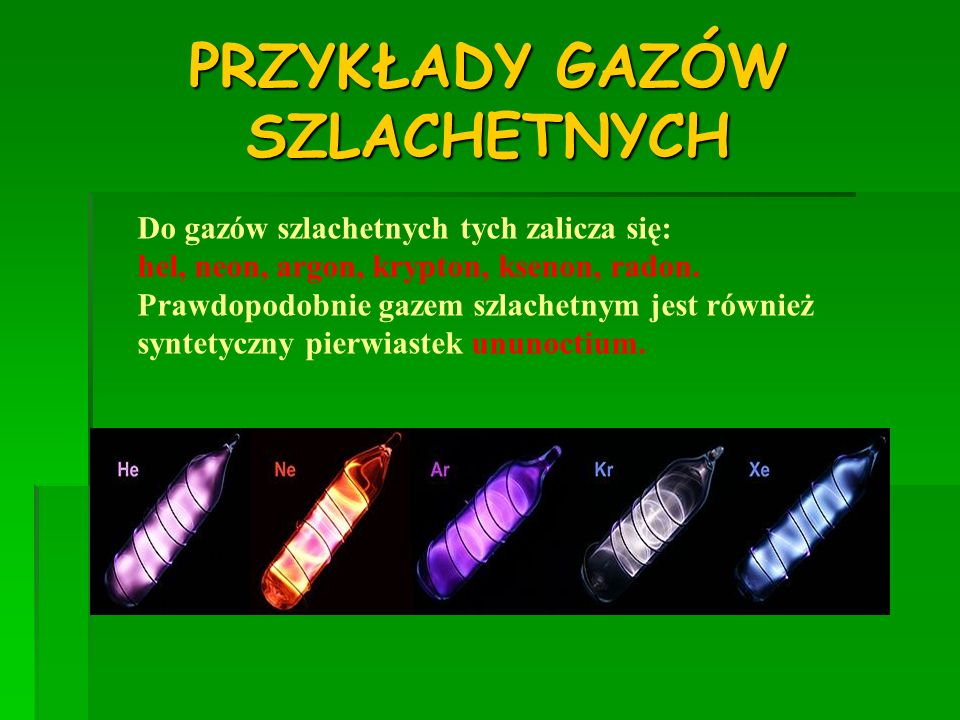 PRZYKŁADY GAZÓW
SZLACHETNYCH
Do gazów szlachetnych tych zalicza się:
hel, neon, argon, krypton, ksenon, radon.
Prawdopodobnie gazem szlachetnym jest również
syntetyczny pierwiastek ununoctium.
He Ne Ar Kr Xe